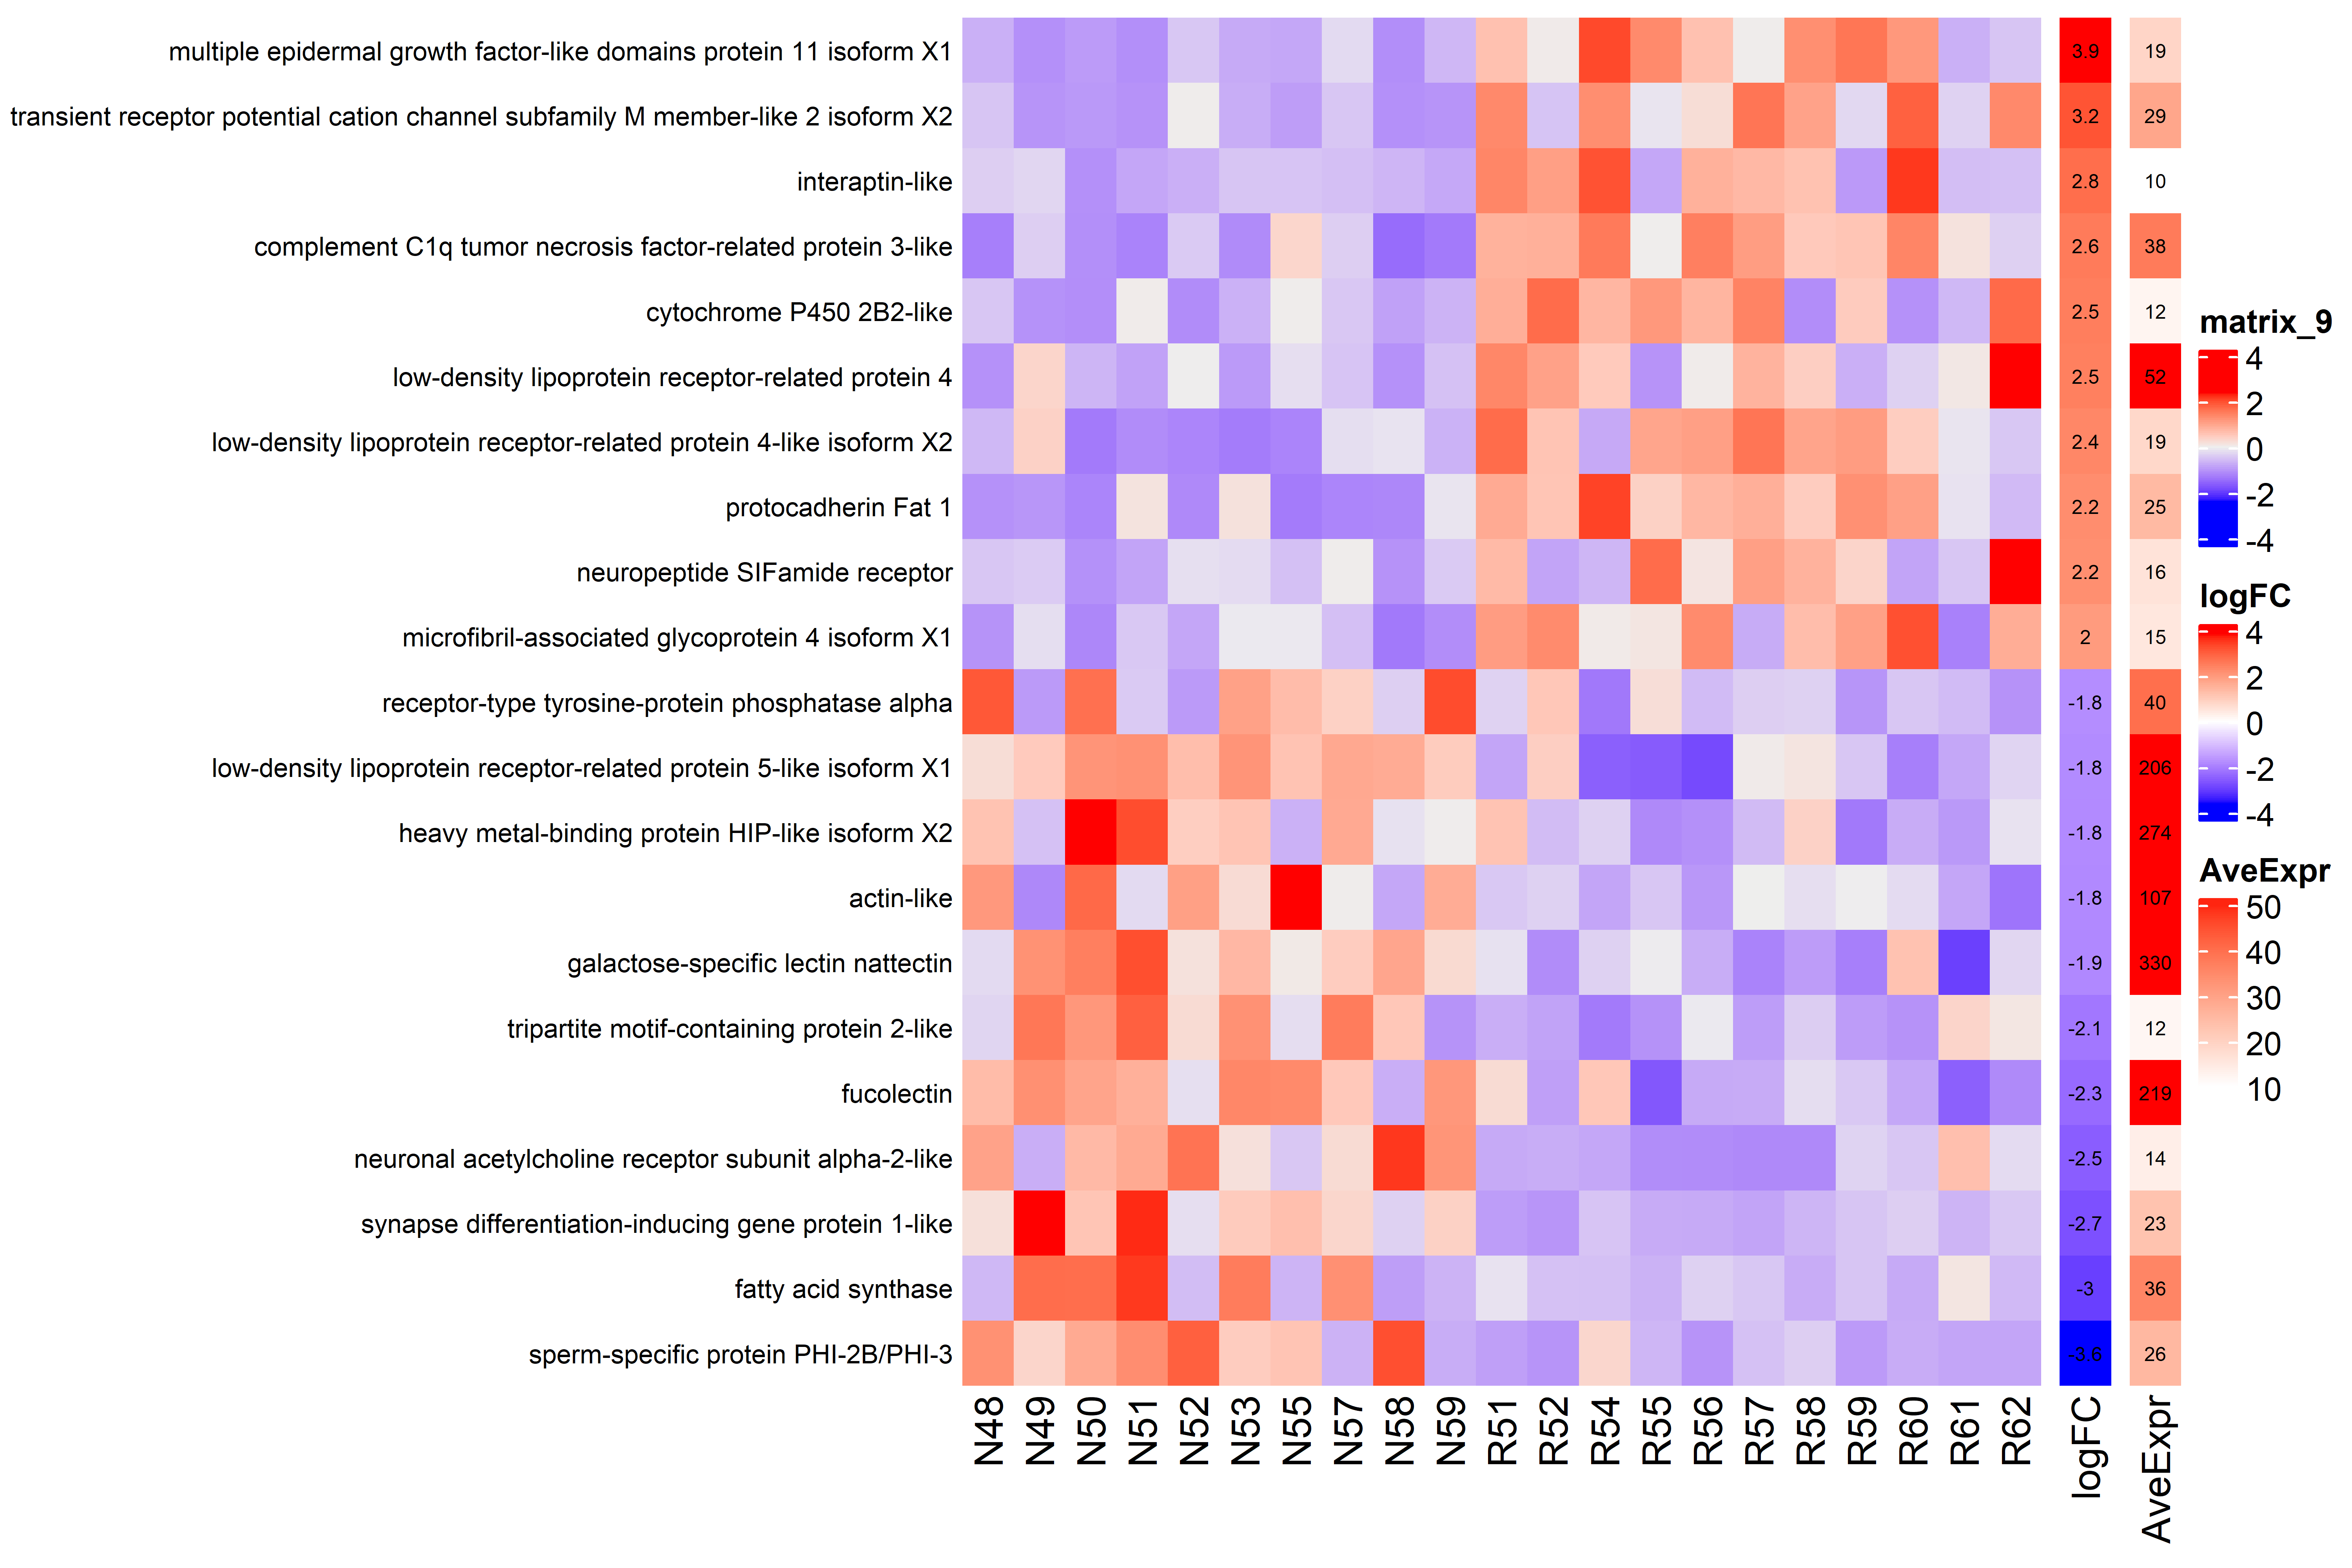 multiple epidermal growth factor-like domains protein 11 isoform X1 3.9 19
transient receptor potential cation channel subfamily M member-like 2 isoform X2 3.2 29
interaptin-like 2.8 10
complement C1q tumor necrosis factor-related protein 3-like 2.6 38
cytochrome P450 2B2-like 2.5 12
low-density lipoprotein receptor-related protein 4 2.5 52
low-density lipoprotein receptor-related protein 4-like isoform X2 2.4 19
protocadherin Fat 1 2.2 25
neuropeptide SIFamide receptor 2.2 16
microfibril-associated glycoprotein 4 isoform X1 2 15
receptor-type tyrosine-protein phosphatase alpha -1.8 40
low-density lipoprotein receptor-related protein 5-like isoform X1 -1.8 206
heavy metal-binding protein HIP-like isoform X2 -1.8 274
actin-like -1.8 107
galactose-specific lectin nattectin -1.9 330
tripartite motif-containing protein 2-like -2.1 12
fucolectin -2.3 219
neuronal acetylcholine receptor subunit alpha-2-like -2.5 14
synapse differentiation-inducing gene protein 1-like -2.7 23
fatty acid synthase -3 36
sperm-specific protein PHI-2B/PHI-3 -3.6 26
N48 N49 N50 N51 N52 N53 N55 N57 N58 N59 R51 R52 R54 R55 R56 R57 R58 R59 R60 R61 R62 logFC AveExpr
matrix_9
4
2
0
-2
-4
logFC
4
2
0
-2
-4
AveExpr
50
40
30
20
10